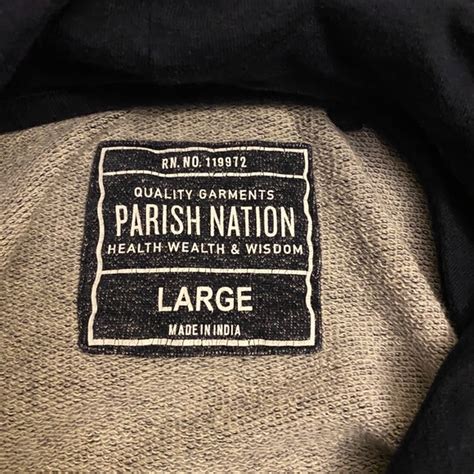 RN. NO. 119972
QUALITY GARMENTS
PARISH NATION
HEALTH WEALTH & WISDOM
LARGE
MADE IN INDIA